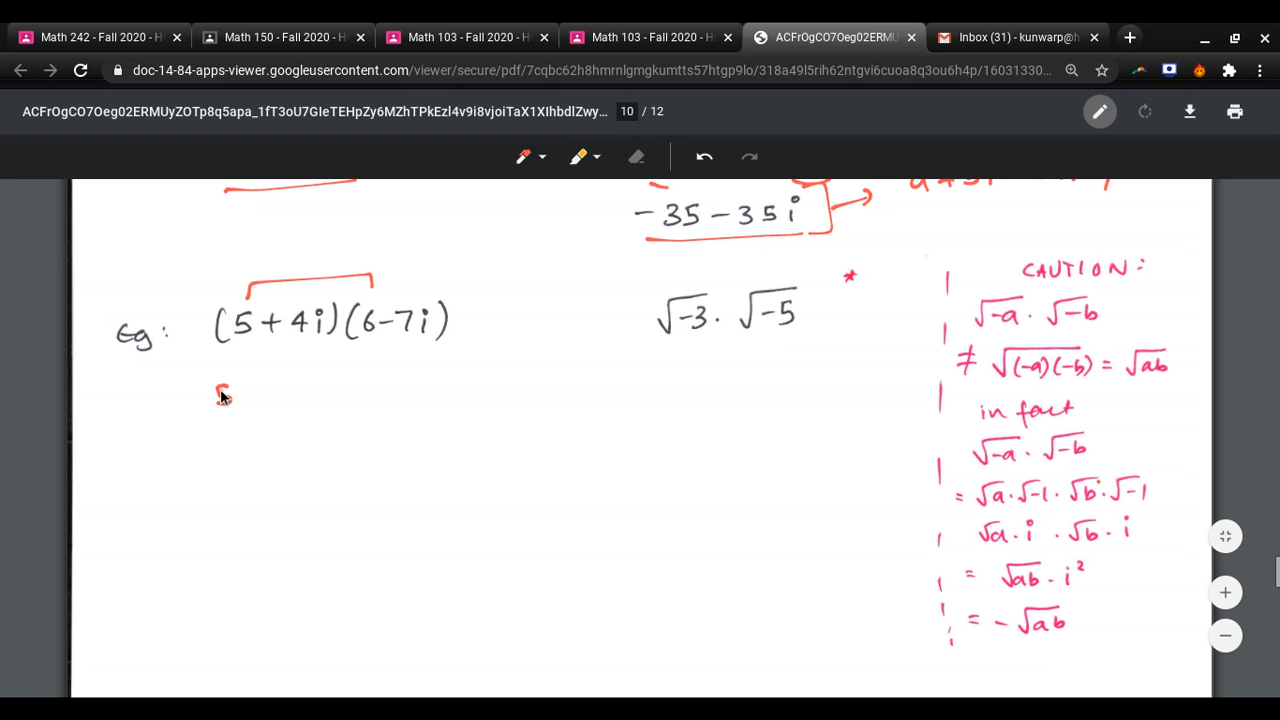 Math 242 - Fall 2020 - H
Math 150 - Fall 2020 - H
Math 103 - Fall 2020 - H
Math 103 - Fall 2020 - H
ACFrOgCO7Oeg02ERMU
Inbox (31) - kunwarp@h
doc-14-84-apps-viewer.googleusercontent.com/viewer/secure/pdf/7cqbc62h8hmrnlgmgkumtts57htgp9lo/318a49l5rih62ntgvi6cuoa8q3ou6h4p/16031330...
ACFrOgCO7Oeg02ERMUyZOTp8q5apa_1fT3oU7GIeTEHpZy6MZhTPkEzl4v9i8vjoiTaX1XIhbdlZwy...
10 / 12
-35-35i
Eg: (5+4i)(6-7i)
5
√-3 · √-5
*
CAUTION:
√-a · √-b
≠ √(-a)(-b) = √ab
in fact
√-a · √-b
= √a·√-1 · √b·√-1
√a·i · √b·i
= √ab · i²
= -√ab